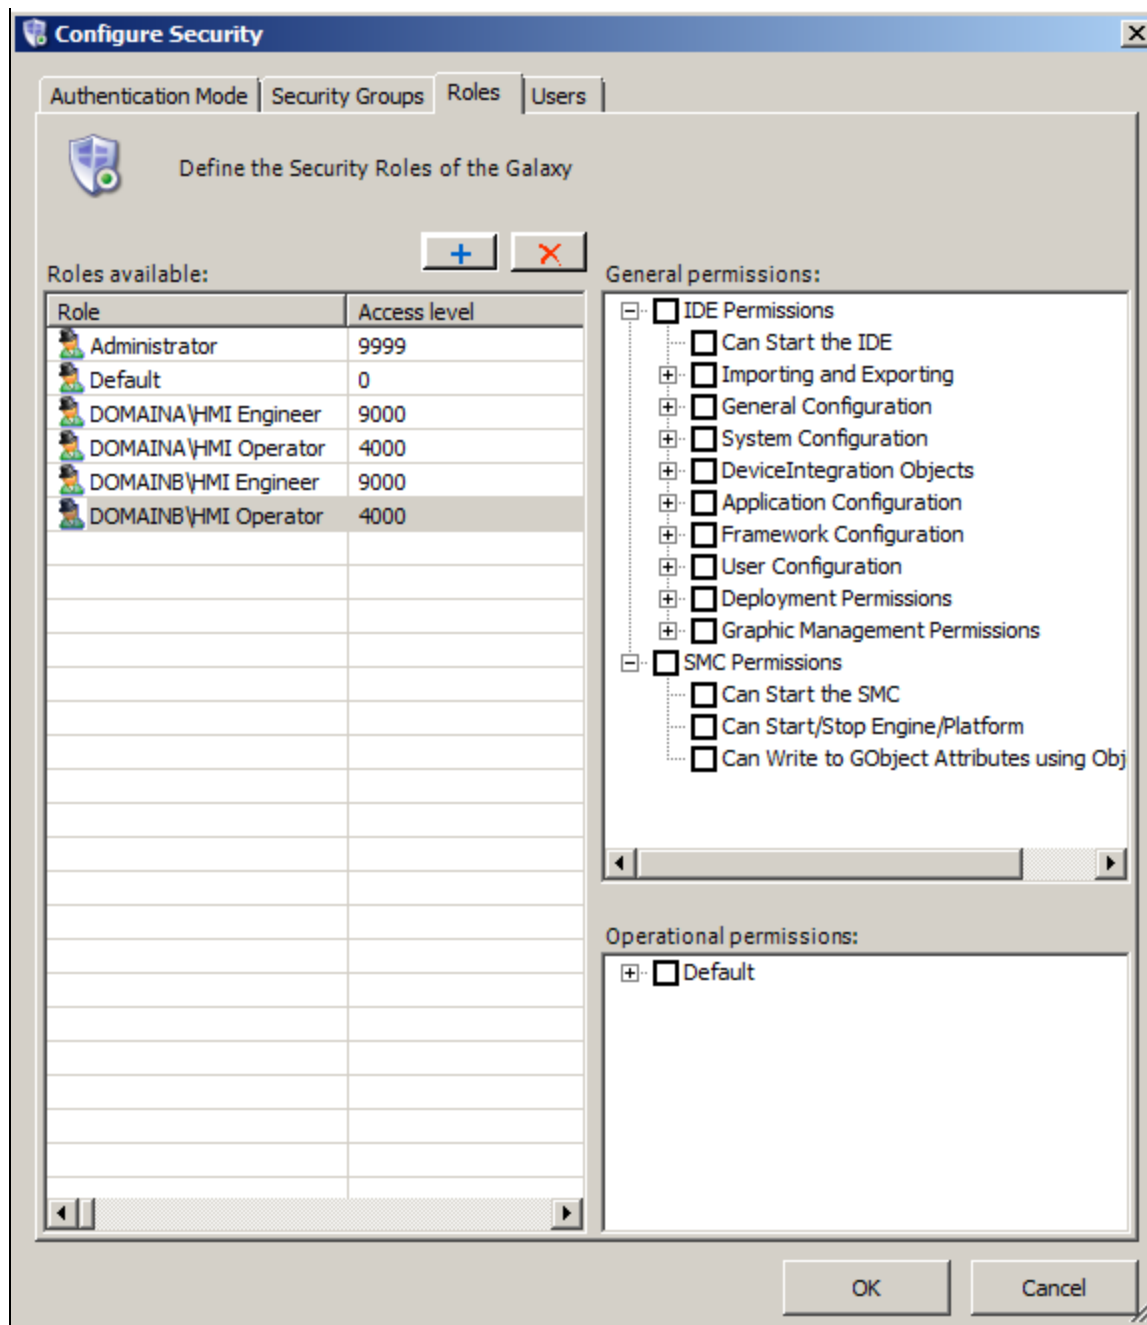 Configure Security
Authentication Mode Security Groups Roles Users
Define the Security Roles of the Galaxy
Roles available:
Role Access level
Administrator 9999
Default 0
DOMAINA\HMI Engineer 9000
DOMAINA\HMI Operator 4000
DOMAINB\HMI Engineer 9000
DOMAINB\HMI Operator 4000
General permissions:
IDE Permissions
Can Start the IDE
Importing and Exporting
General Configuration
System Configuration
DeviceIntegration Objects
Application Configuration
Framework Configuration
User Configuration
Deployment Permissions
Graphic Management Permissions
SMC Permissions
Can Start the SMC
Can Start/Stop Engine/Platform
Can Write to GObject Attributes using Obj
Operational permissions:
Default
OK Cancel